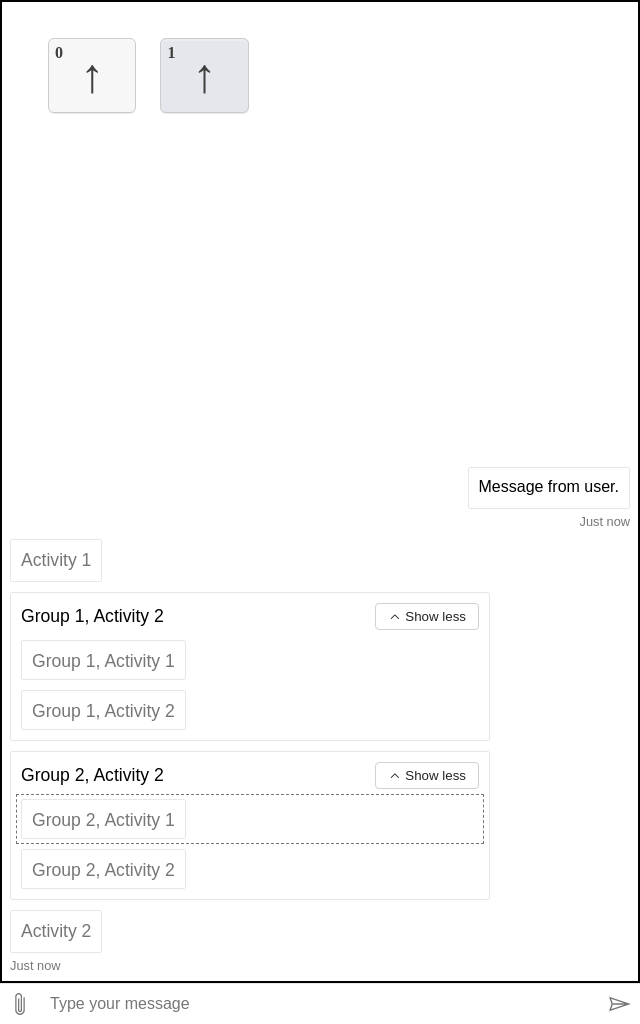 0 ↑ 1 ↑
Message from user.
Just now
Activity 1
Group 1, Activity 2 Show less
Group 1, Activity 1
Group 1, Activity 2
Group 2, Activity 2 Show less
Group 2, Activity 1
Group 2, Activity 2
Activity 2
Just now
Type your message